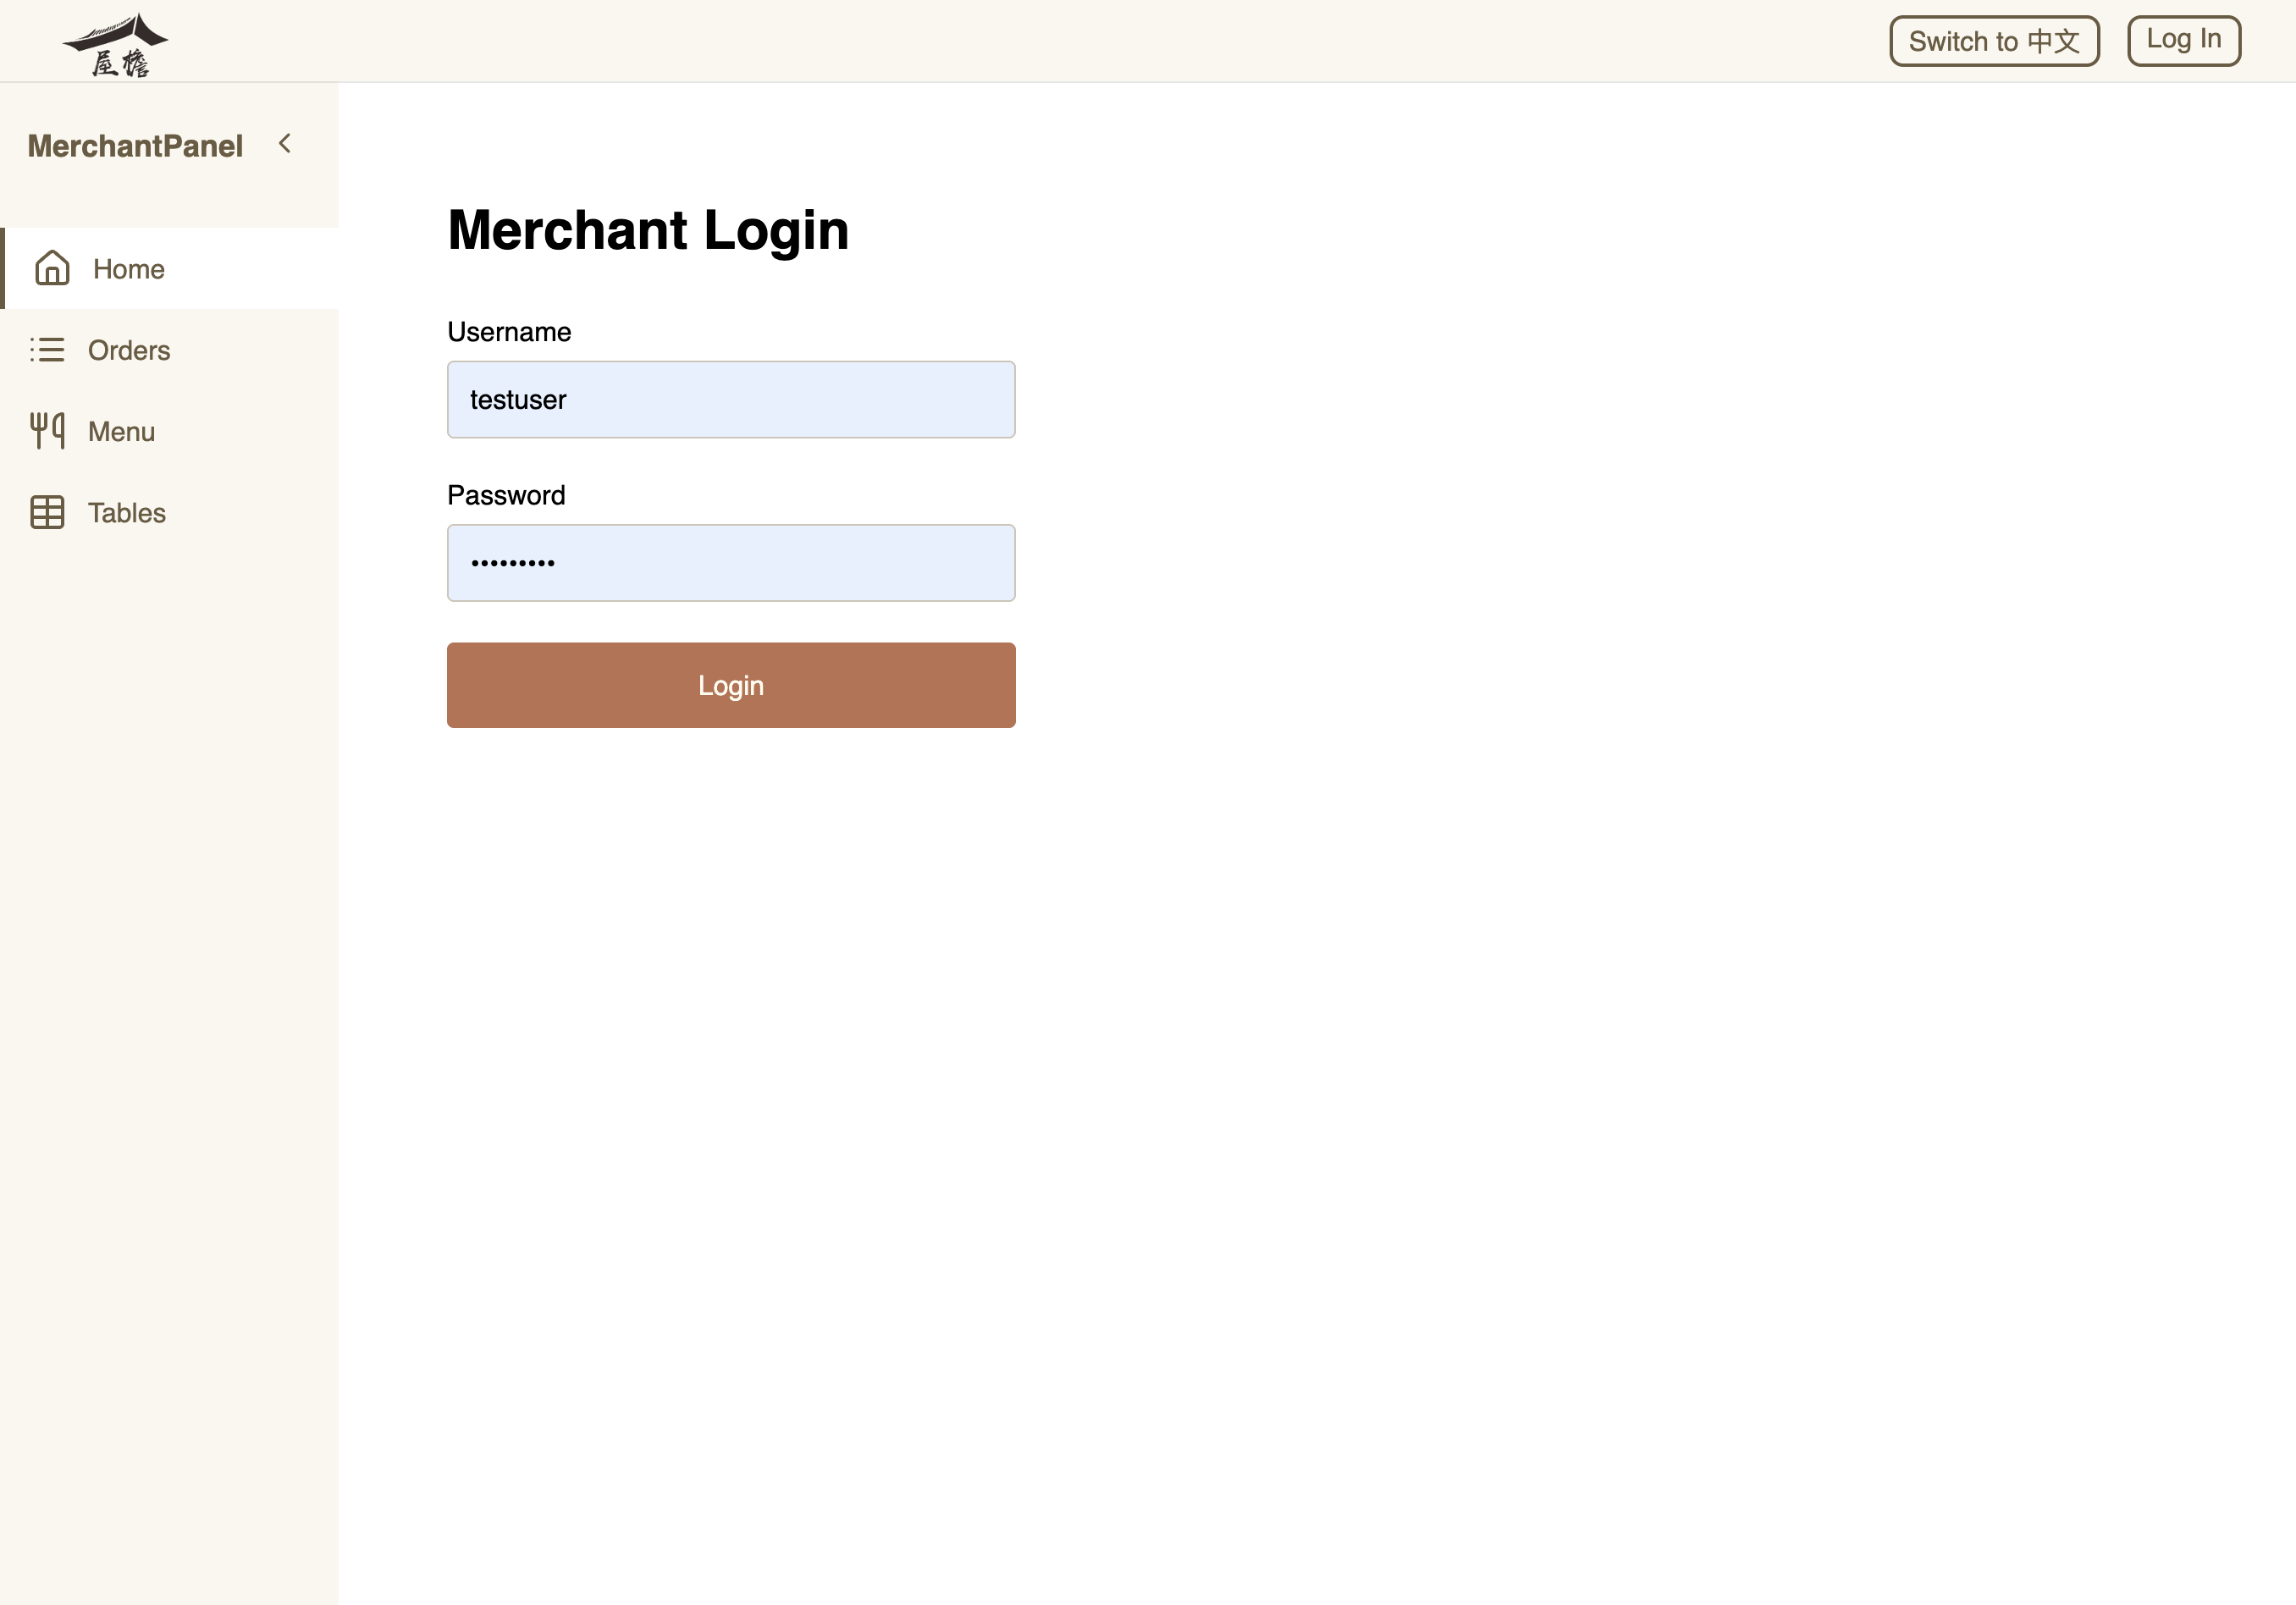 屋檐
Switch to 中文
Log In
MerchantPanel
Home
Orders
Menu
Tables
Merchant Login
Username
testuser
Password
•••••••••
Login